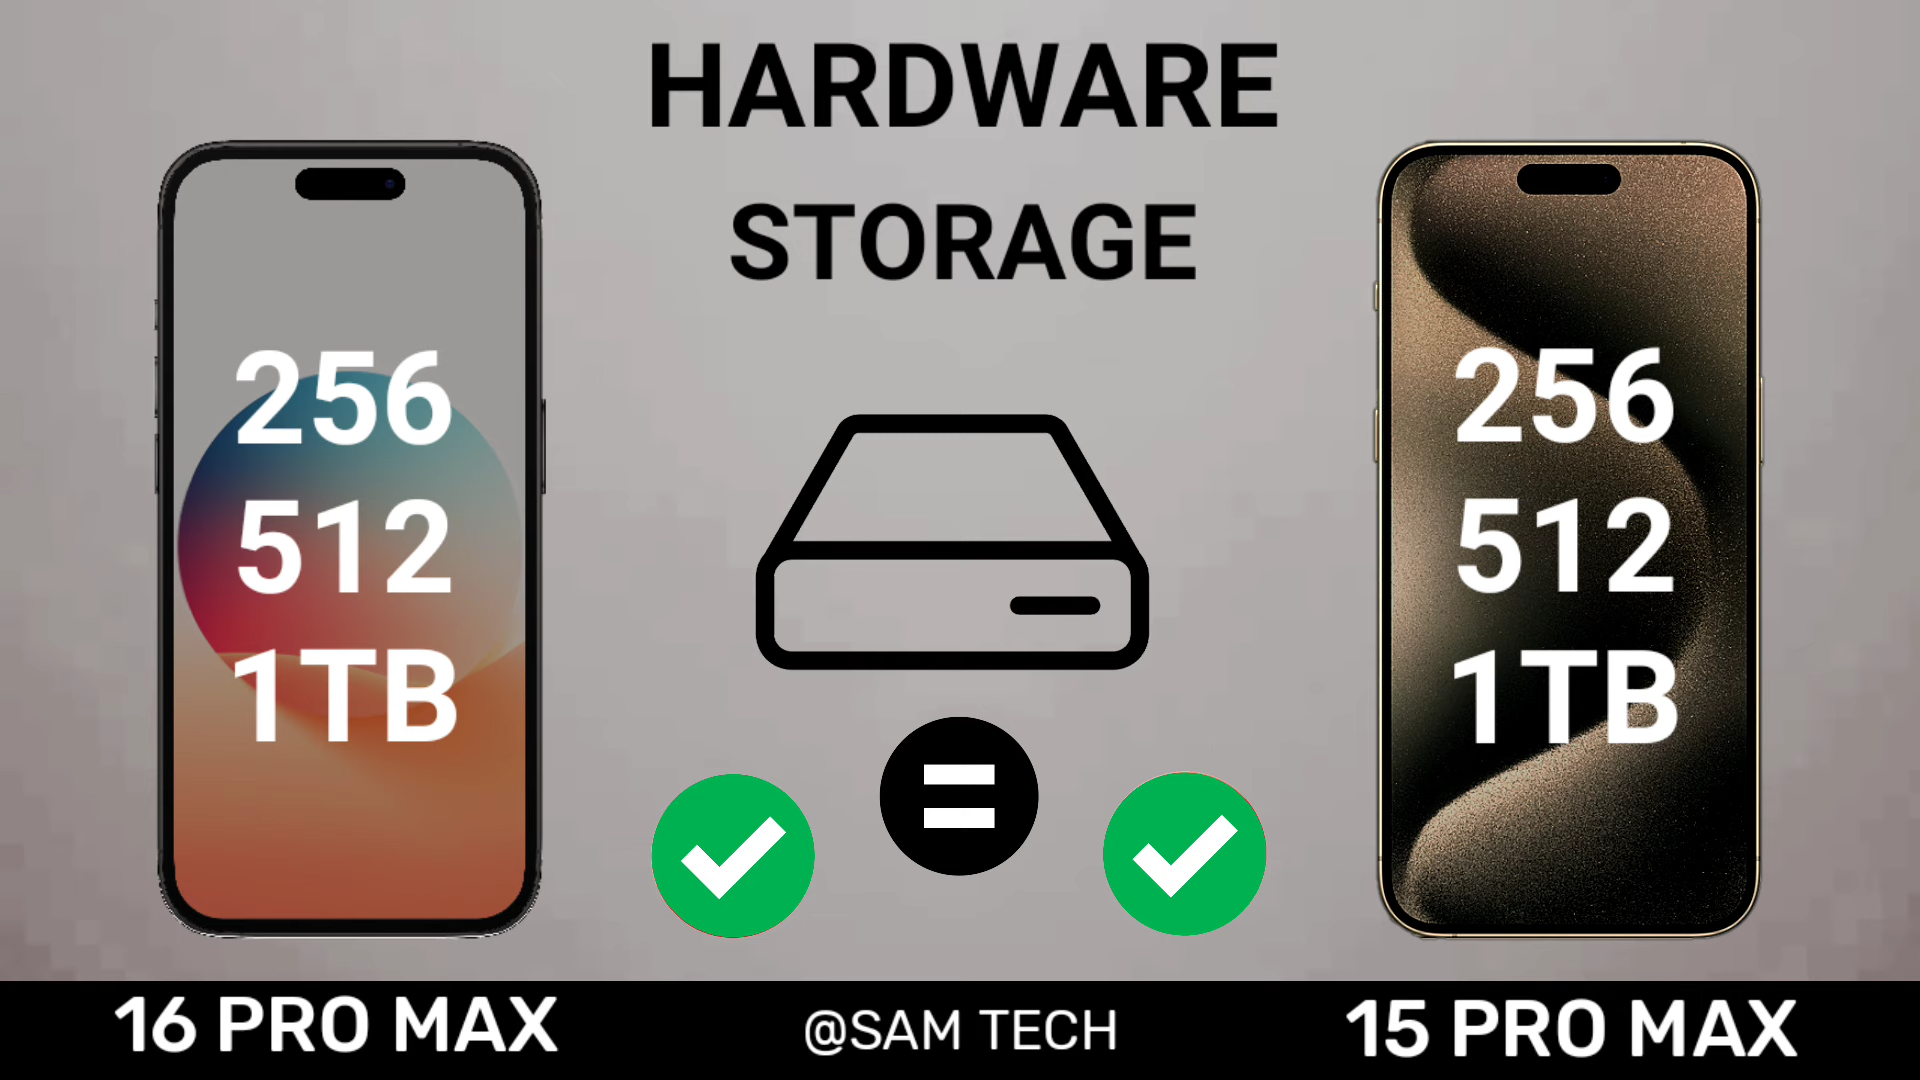 HARDWARE
STORAGE
256
512
1TB
256
512
1TB
16 PRO MAX
@SAM TECH
15 PRO MAX